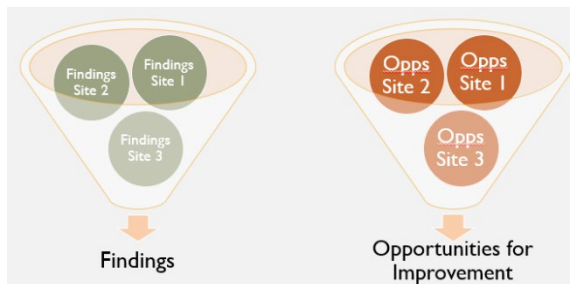 Findings
Site 2
Findings
Site 1
Findings
Site 3
Findings
Opps
Site 2
Opps
Site 1
Opps
Site 3
Opportunities for
Improvement